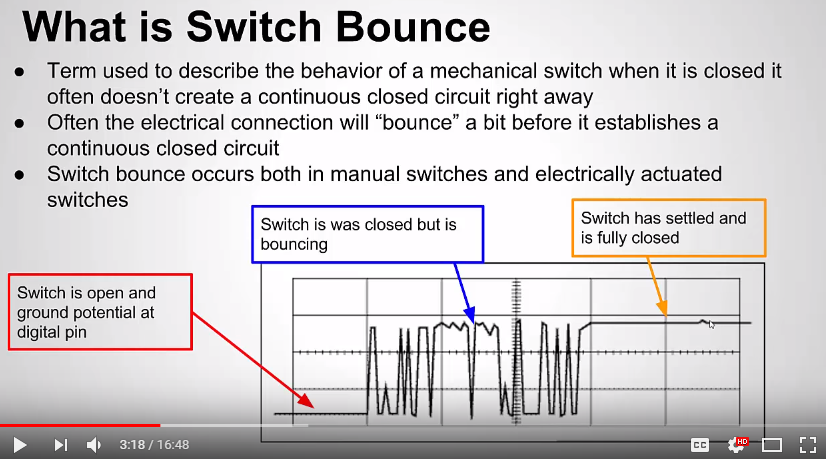 What is Switch Bounce
● Term used to describe the behavior of a mechanical switch when it is closed it
often doesn’t create a continuous closed circuit right away
● Often the electrical connection will “bounce” a bit before it establishes a
continuous closed circuit
● Switch bounce occurs both in manual switches and electrically actuated
switches
Switch is was closed but is
bouncing
Switch has settled and
is fully closed
Switch is open and
ground potential at
digital pin
3:18 / 16:48
CC
HD